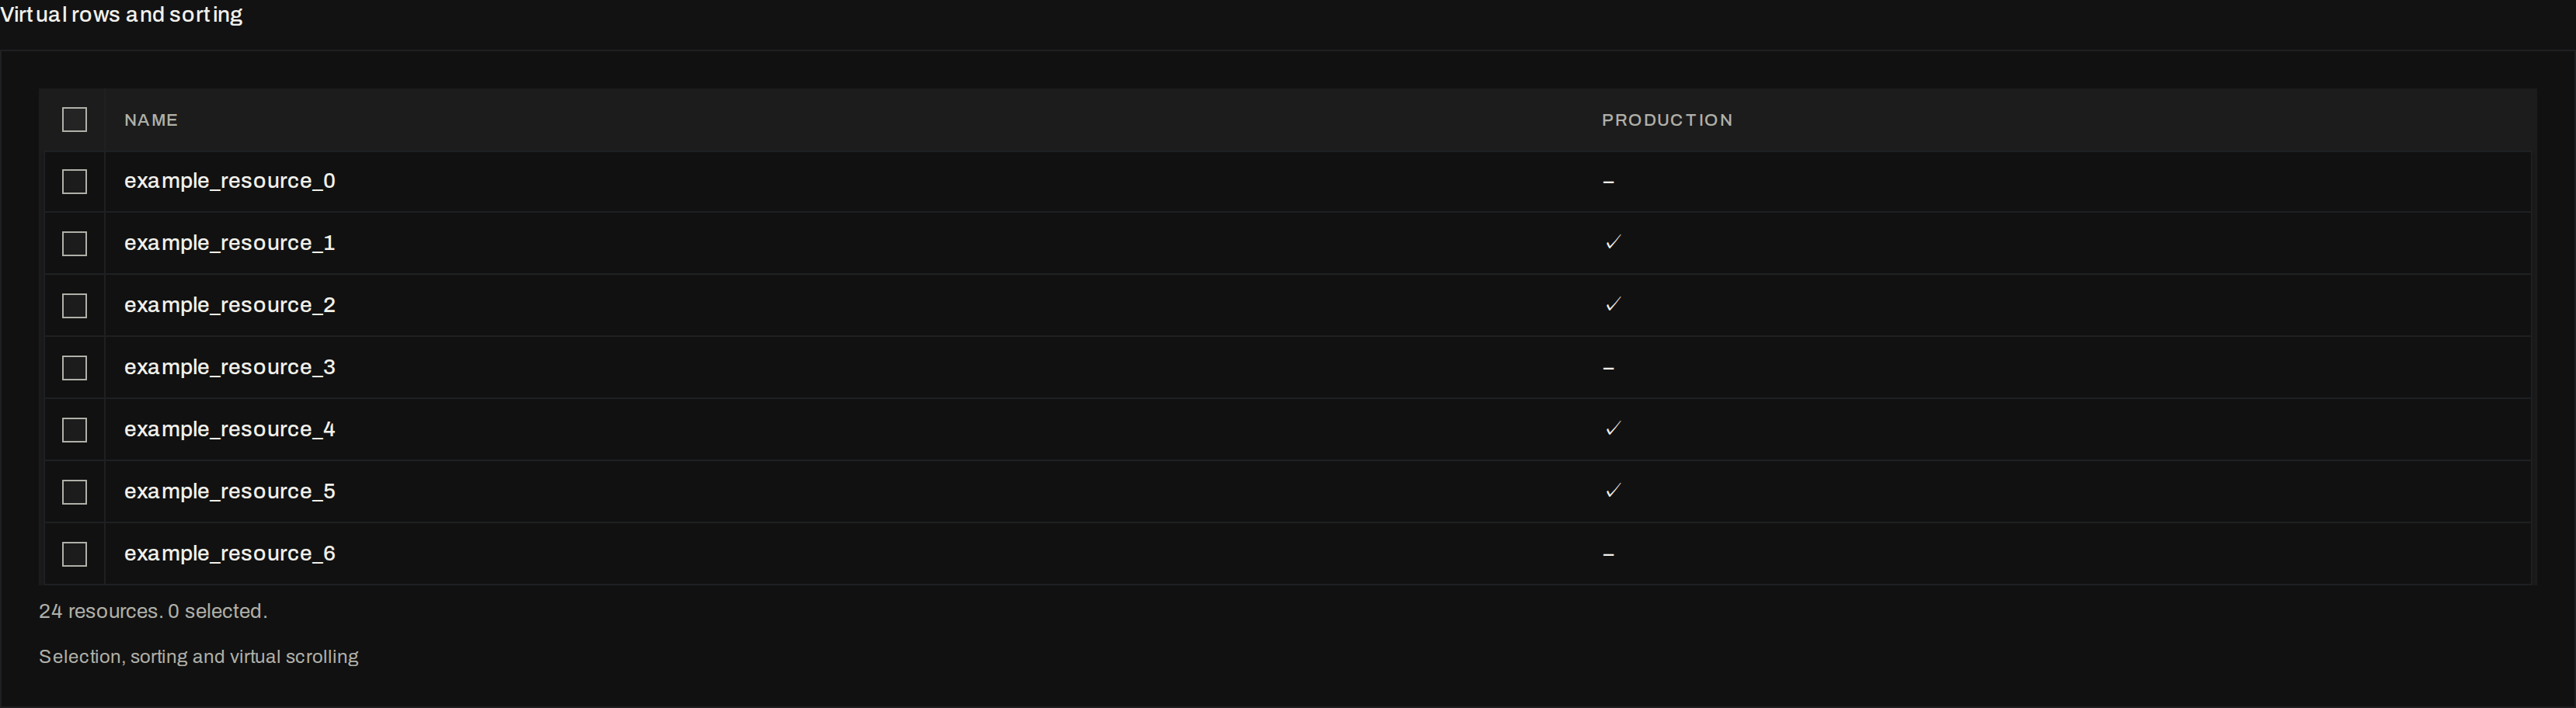 Virtual rows and sorting
NAME PRODUCTION
example_resource_0 –
example_resource_1 ✓
example_resource_2 ✓
example_resource_3 –
example_resource_4 ✓
example_resource_5 ✓
example_resource_6 –
24 resources. 0 selected.
Selection, sorting and virtual scrolling